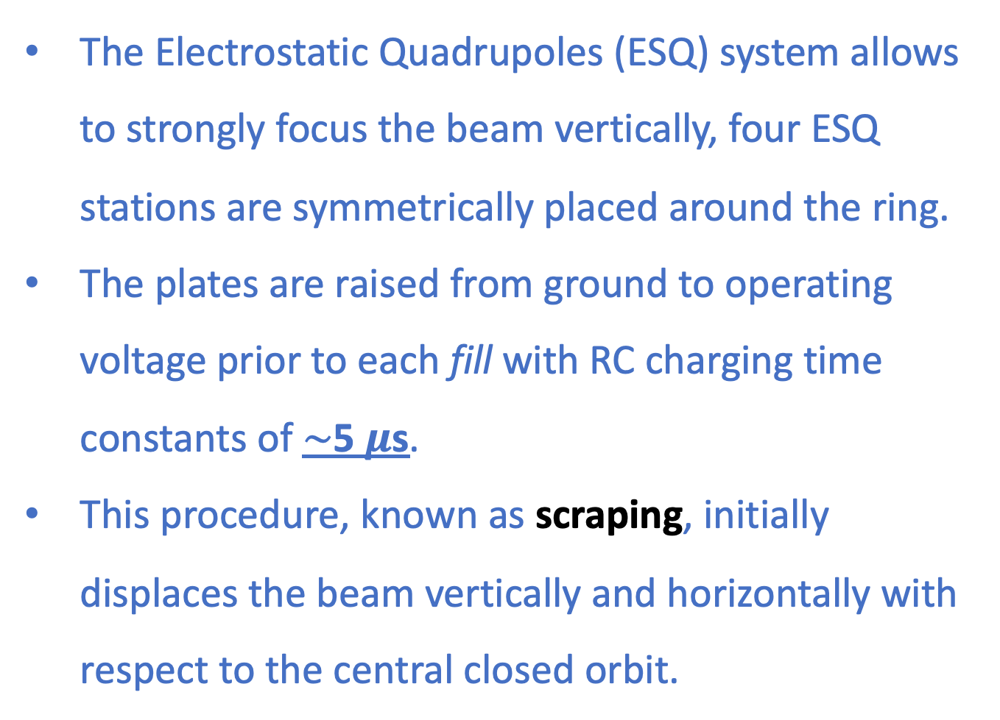 • The Electrostatic Quadrupoles (ESQ) system allows
to strongly focus the beam vertically, four ESQ
stations are symmetrically placed around the ring.
• The plates are raised from ground to operating
voltage prior to each fill with RC charging time
constants of ~5 μs.
• This procedure, known as scraping, initially
displaces the beam vertically and horizontally with
respect to the central closed orbit.